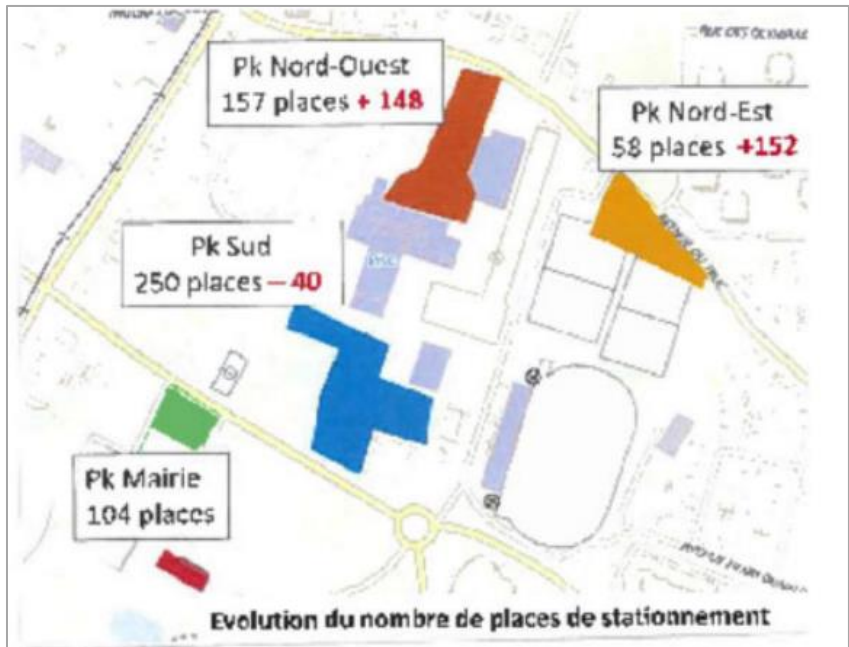 Pk Nord-Ouest
157 places + 148
Pk Nord-Est
58 places +152
Pk Sud
250 places – 40
Pk Mairie
104 places
Evolution du nombre de places de stationnement